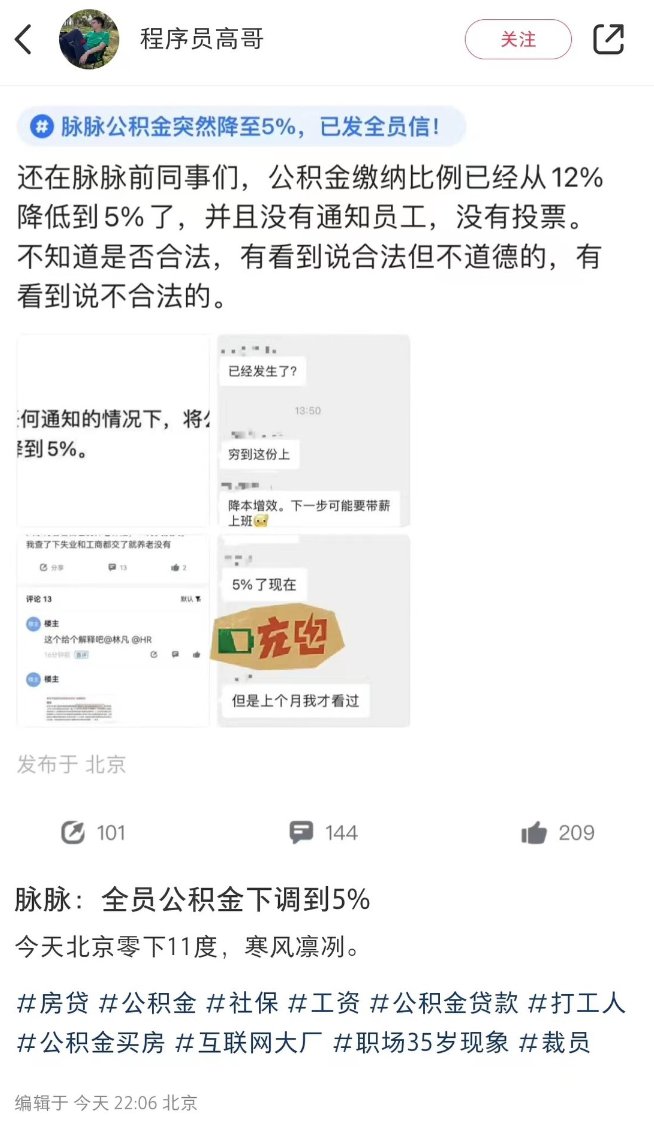 程序员高哥
关注
# 脉脉公积金突然降至5%，已发全员信！
还在脉脉前同事们，公积金缴纳比例已经从12%
降低到5%了，并且没有通知员工，没有投票。
不知道是否合法，有看到说合法但不道德的，有
看到说不合法的。
何通知的情况下，将公
到5%。
已经发生了?
13:50
穷到这份上
降本增效。下一步可能要带薪
上班
我查了下失业和工商都交了就养老没有
分享 13 2
评论 13 默认
楼主
这个给个解释吧@林凡 @HR
楼主
5%了现在
充电
但是上个月我才看过
发布于 北京
101 144 209
脉脉：全员公积金下调到5%
今天北京零下11度，寒风凛冽。
#房贷 #公积金 #社保 #工资 #公积金贷款 #打工人
#公积金买房 #互联网大厂 #职场35岁现象 #裁员
编辑于 今天 22:06 北京